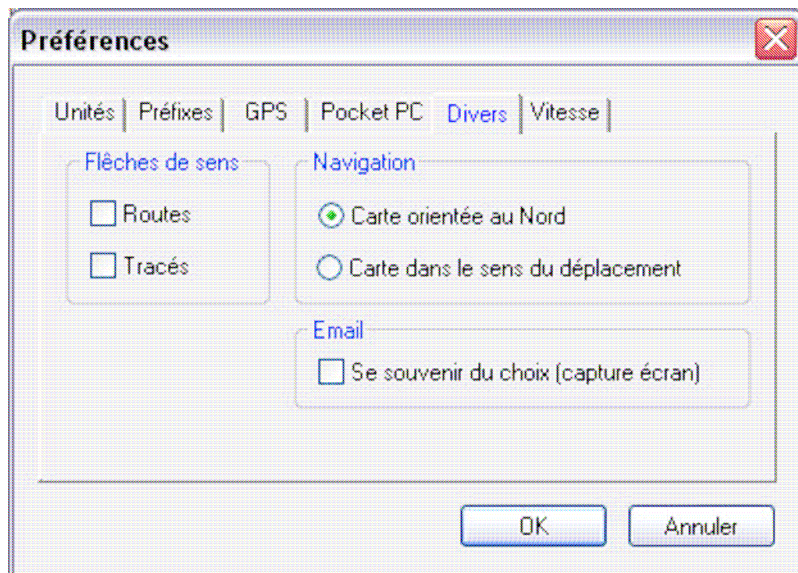 Préférences
Unités Préfixes GPS Pocket PC Divers Vitesse
Flêches de sens
Routes
Tracés
Navigation
Carte orientée au Nord
Carte dans le sens du déplacement
Email
Se souvenir du choix (capture écran)
OK Annuler